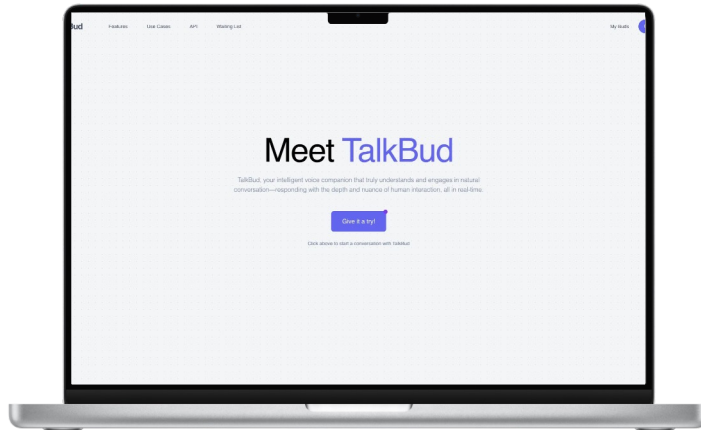 Bud
Features Use Cases API Waiting List My Buds
Meet TalkBud
TalkBud, your intelligent voice companion that truly understands and engages in natural
conversation—responding with the depth and nuance of human interaction, all in real-time.
Give it a try!
Click above to start a conversation with TalkBud